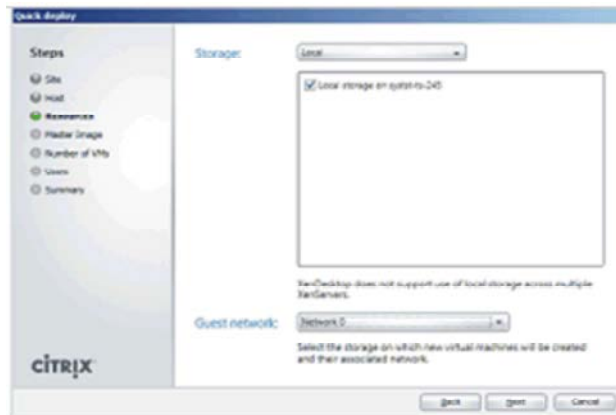 Quick deploy
Steps
Site
Host
Resources
Master Image
Number of VMs
Users
Summary
CITRIX
Storage:
Local
Local storage on
XenDesktop does not support use of local storage across multiple
XenServers.
Guest network:
Network 0
Select the storage on which new virtual machines will be created
and their associated network.
Back
Next
Cancel